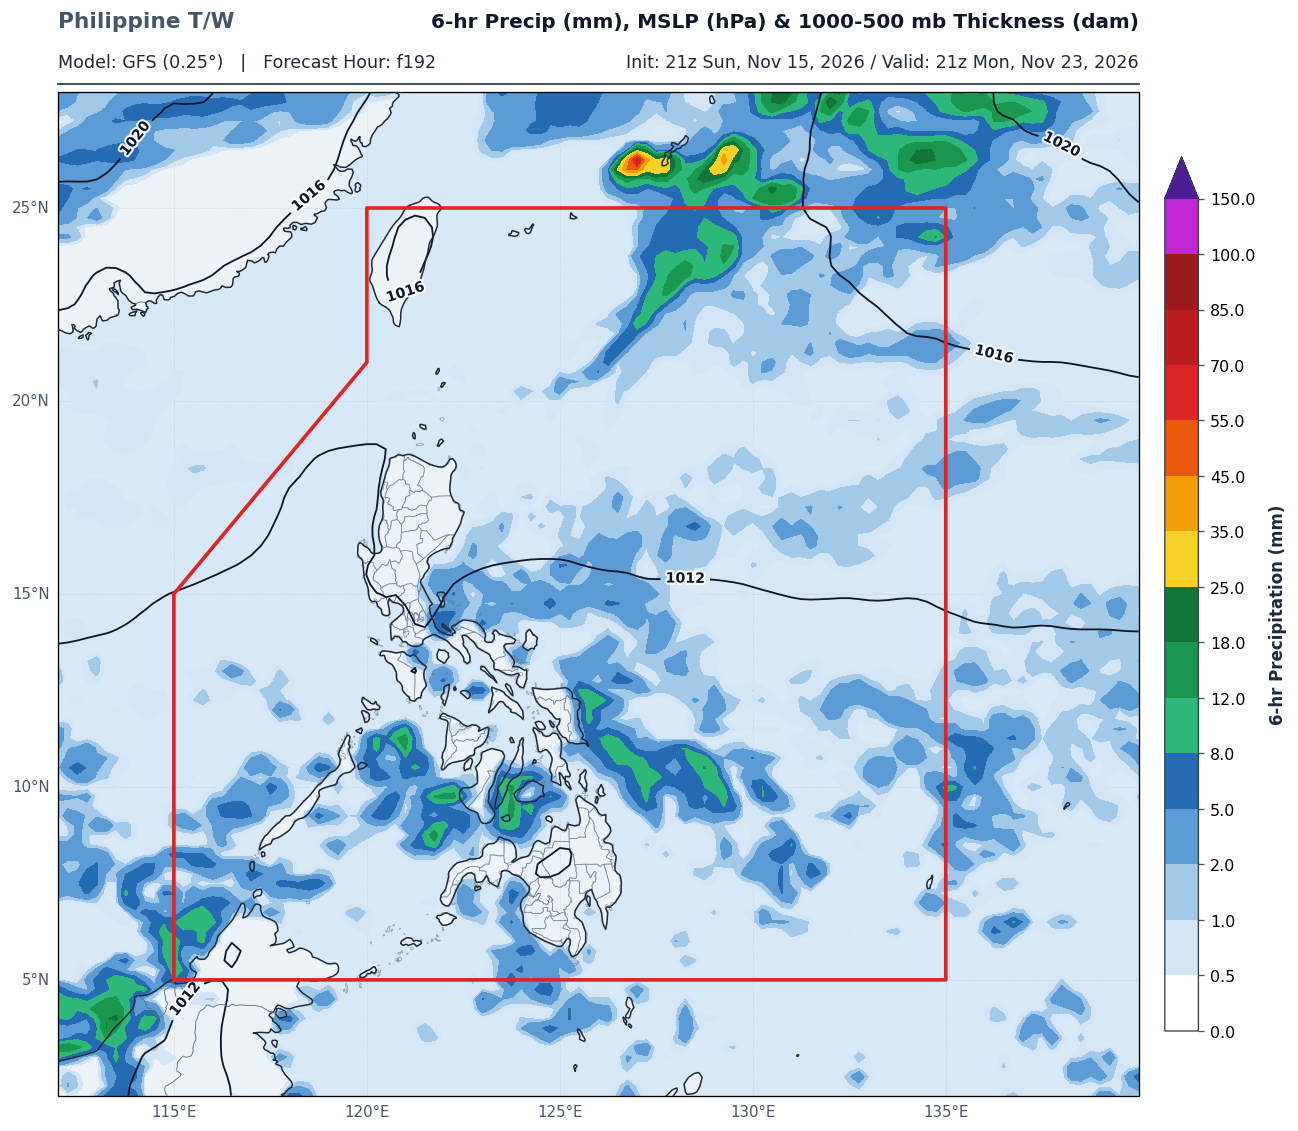 Philippine T/W
6-hr Precip (mm), MSLP (hPa) & 1000-500 mb Thickness (dam)
Model: GFS (0.25°)   |   Forecast Hour: f192
Init: 21z Sun, Nov 15, 2026 / Valid: 21z Mon, Nov 23, 2026
1020
1020
1016
1016
1016
1012
1012
25°N
20°N
15°N
10°N
5°N
115°E
120°E
125°E
130°E
135°E
150.0
100.0
85.0
70.0
55.0
45.0
35.0
25.0
18.0
12.0
8.0
5.0
2.0
1.0
0.5
0.0
6-hr Precipitation (mm)